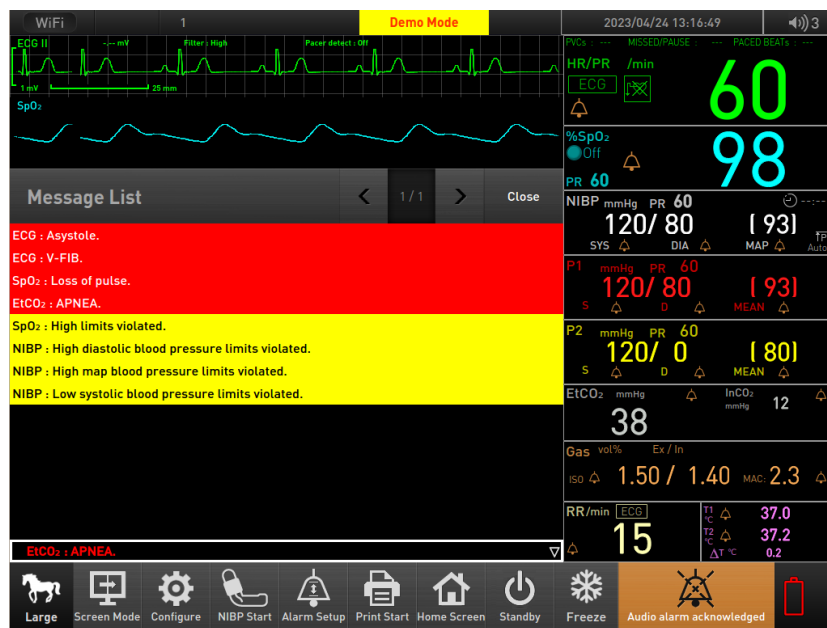 WiFi 1 Demo Mode 2023/04/24 13:16:49 3
ECG II -.-- mV Filter : High Pacer detect : Off
1 mV 25 mm
SpO₂
Message List 1/1 Close
ECG : Asystole.
ECG : V-FIB.
SpO₂ : Loss of pulse.
EtCO₂ : APNEA.
SpO₂ : High limits violated.
NIBP : High diastolic blood pressure limits violated.
NIBP : High map blood pressure limits violated.
NIBP : Low systolic blood pressure limits violated.
EtCO₂ : APNEA.
PVCs : --- MISSED/PAUSE : --- PACED BEATs : ---
HR/PR /min
ECG
60
%SpO₂
Off
98
PR 60
NIBP mmHg PR 60 --:--
120/ 80 ( 93)
SYS DIA MAP Auto
P1 mmHg PR 60
120/ 80 ( 93)
S D MEAN
P2 mmHg PR 60
120/ 0 ( 80)
S D MEAN
EtCO₂ mmHg InCO₂ mmHg 12
38
Gas vol% Ex / In
ISO 1.50 / 1.40 MAC: 2.3
RR/min ECG
15
T1 °C 37.0
T2 °C 37.2
ΔT °C 0.2
Large Screen Mode Configure NIBP Start Alarm Setup Print Start Home Screen Standby Freeze Audio alarm acknowledged